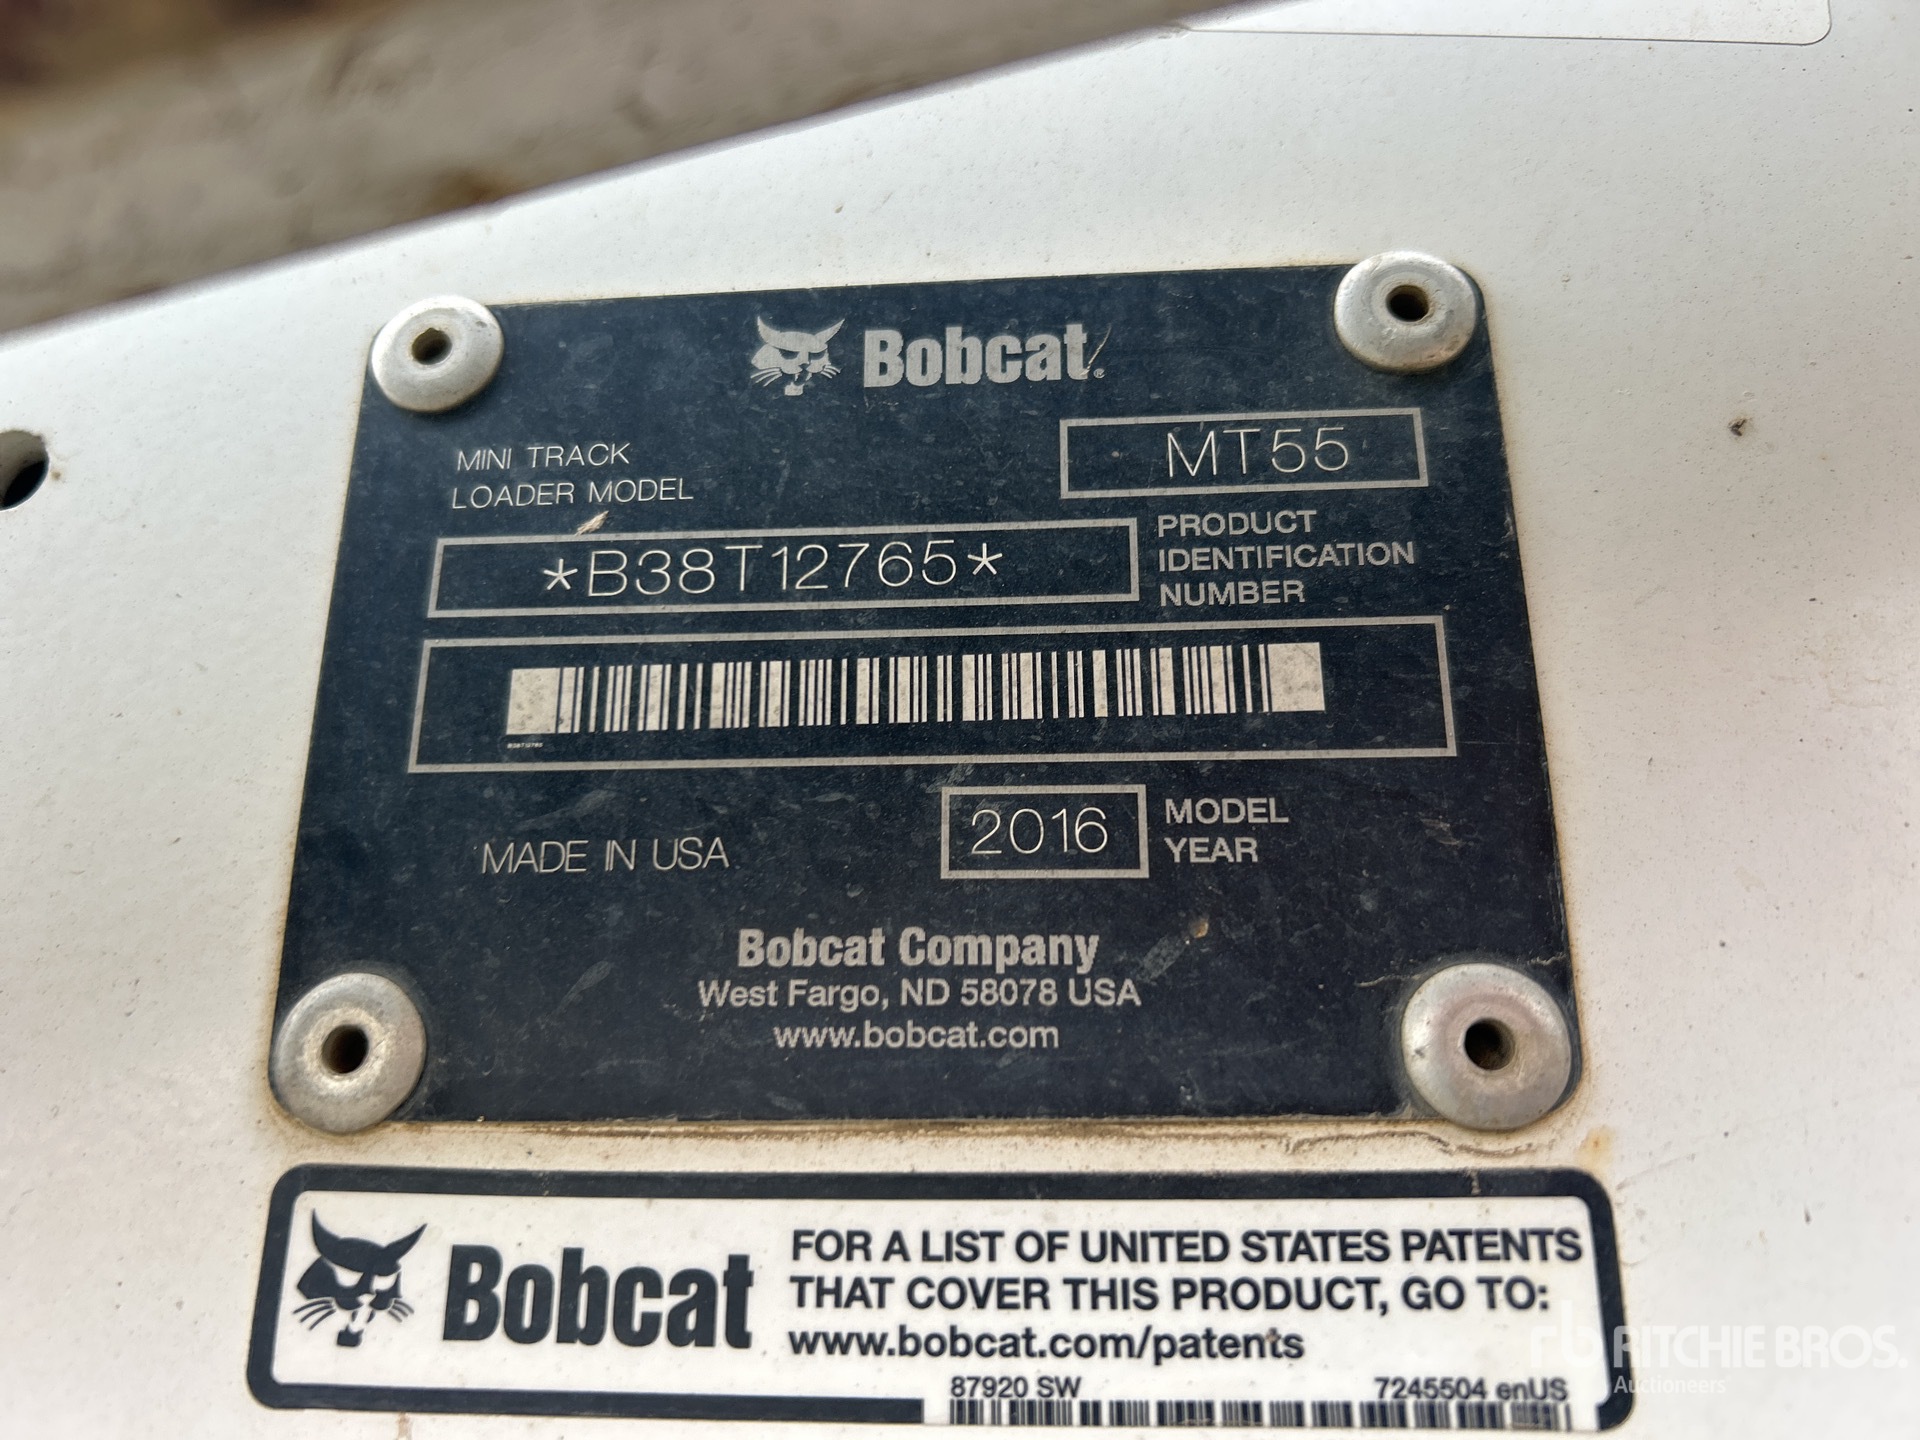 Bobcat®
MINI TRACK
LOADER MODEL
MT55
*B38T12765*
PRODUCT
IDENTIFICATION
NUMBER
B38T12765
MADE IN USA
2016
MODEL
YEAR
Bobcat Company
West Fargo, ND 58078 USA
www.bobcat.com
Bobcat
FOR A LIST OF UNITED STATES PATENTS
THAT COVER THIS PRODUCT, GO TO:
www.bobcat.com/patents
87920 SW
7245504 enUS
rb RITCHIE BROS.
Auctioneers